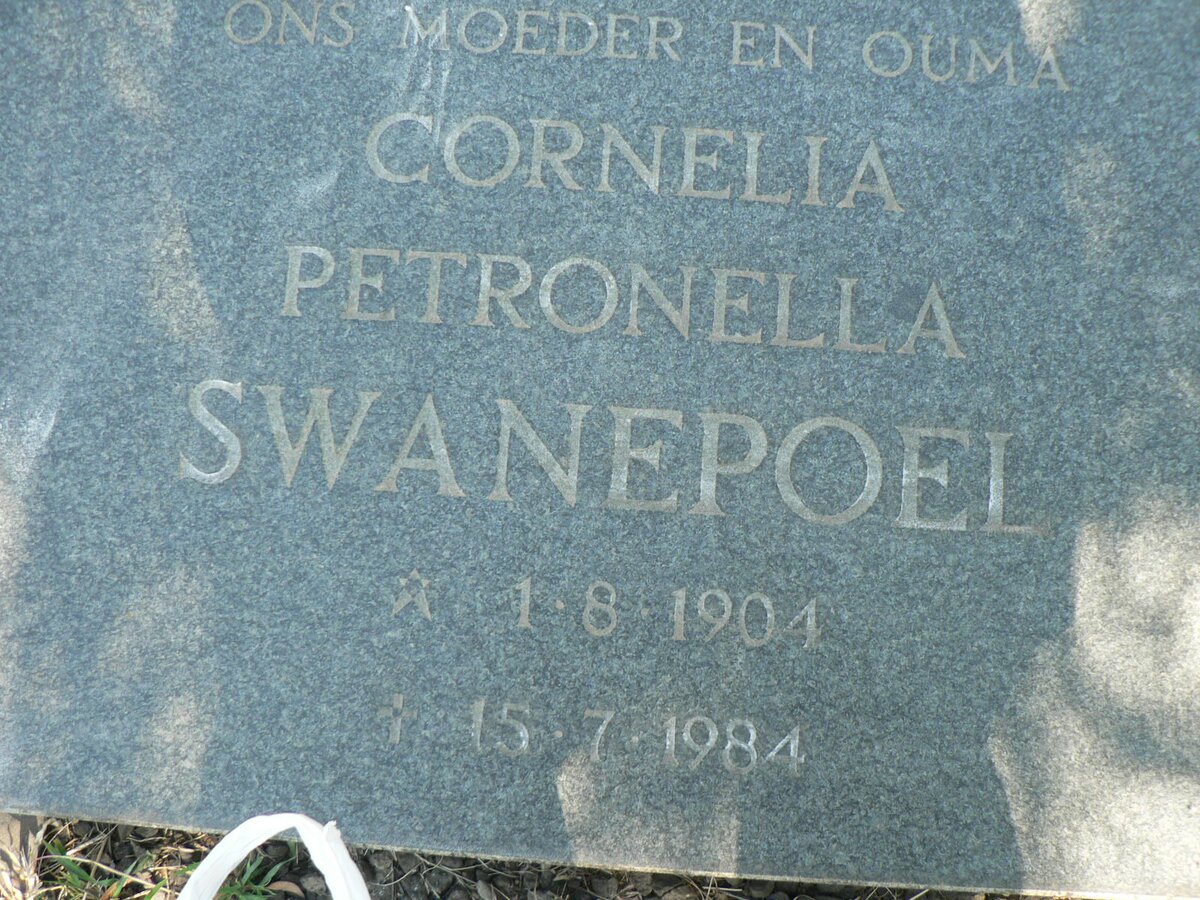 ONS MOEDER EN OUMA
CORNELIA
PETRONELLA
SWANEPOEL
1·8·1904
15·7·1984